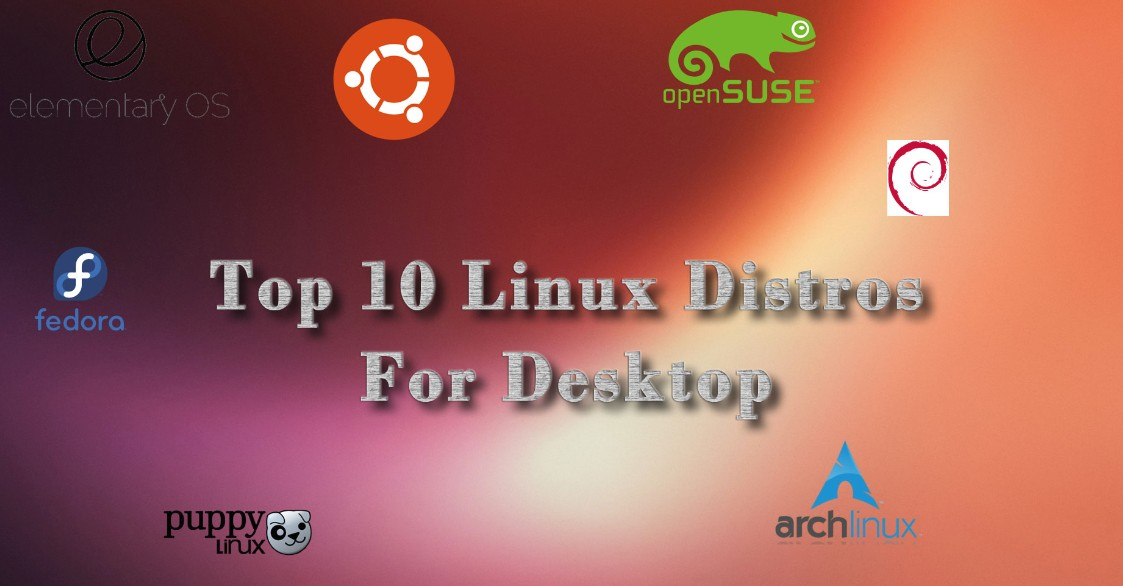 elementary OS
openSUSE
fedora
Top 10 Linux Distros
For Desktop
puppy
Linux
archlinux